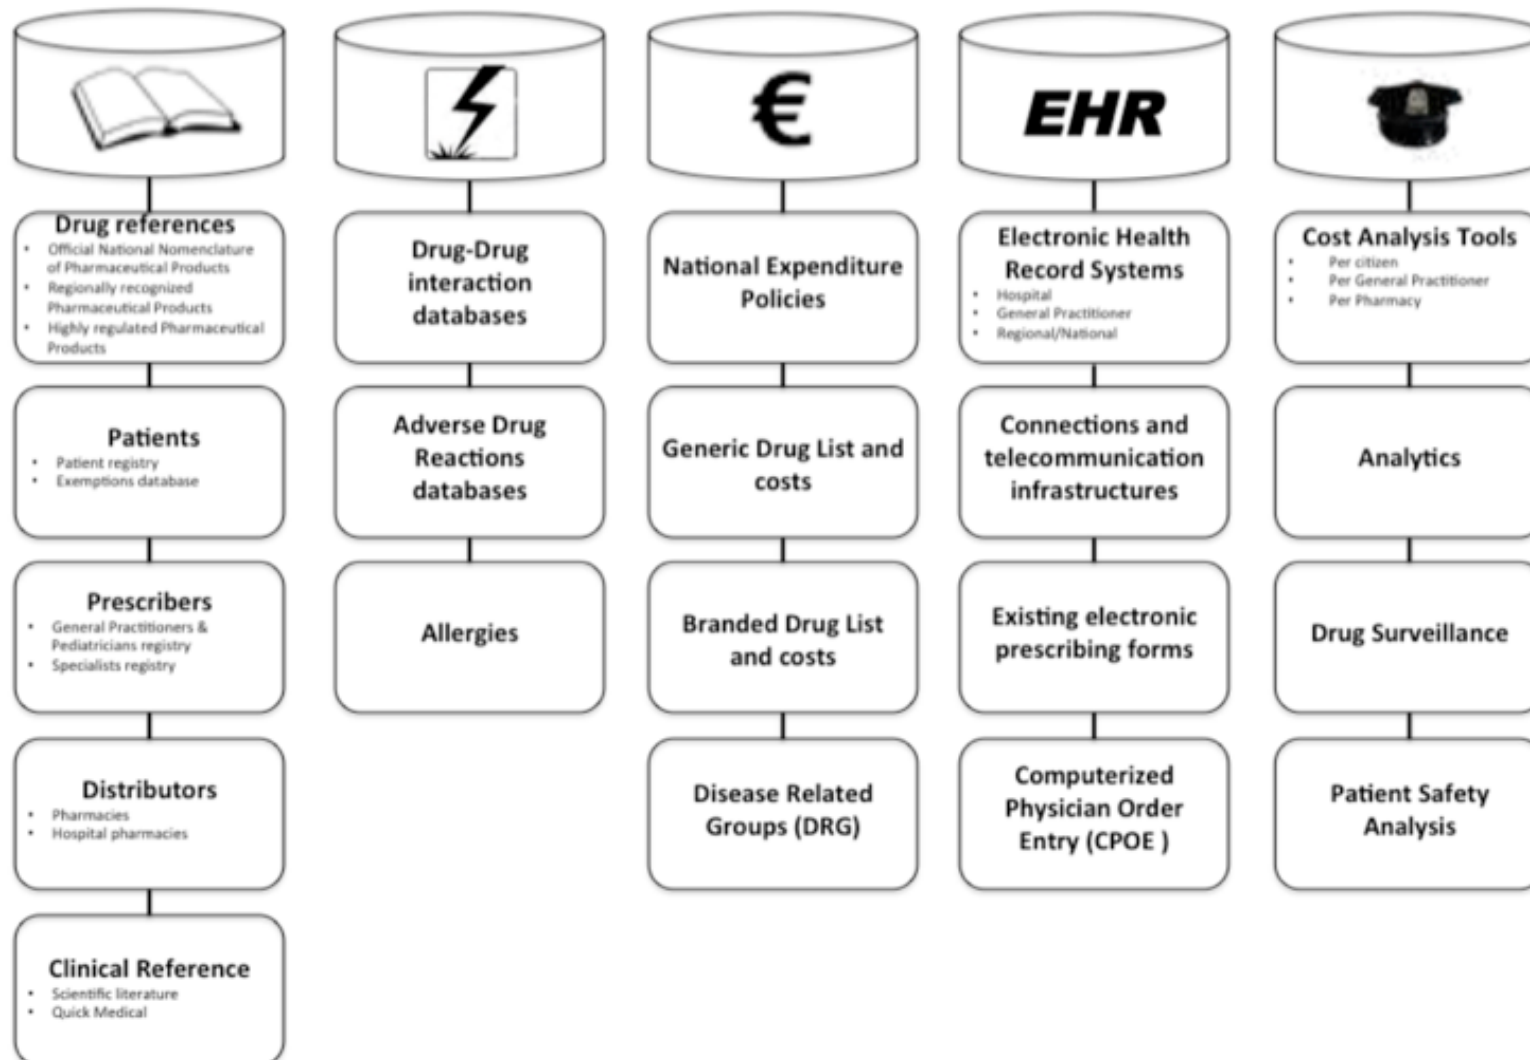 €
EHR
Drug references
• Official National Nomenclature
of Pharmaceutical Products
• Regionally recognized
Pharmaceutical Products
• Highly regulated Pharmaceutical
Products
Patients
• Patient registry
• Exemptions database
Prescribers
• General Practitioners &
Pediatricians registry
• Specialists registry
Distributors
• Pharmacies
• Hospital pharmacies
Clinical Reference
• Scientific literature
• Quick Medical
Drug-Drug
interaction
databases
Adverse Drug
Reactions
databases
Allergies
National Expenditure
Policies
Generic Drug List and
costs
Branded Drug List
and costs
Disease Related
Groups (DRG)
Electronic Health
Record Systems
• Hospital
• General Practitioner
• Regional/National
Connections and
telecommunication
infrastructures
Existing electronic
prescribing forms
Computerized
Physician Order
Entry (CPOE )
Cost Analysis Tools
• Per citizen
• Per General Practitioner
• Per Pharmacy
Analytics
Drug Surveillance
Patient Safety
Analysis